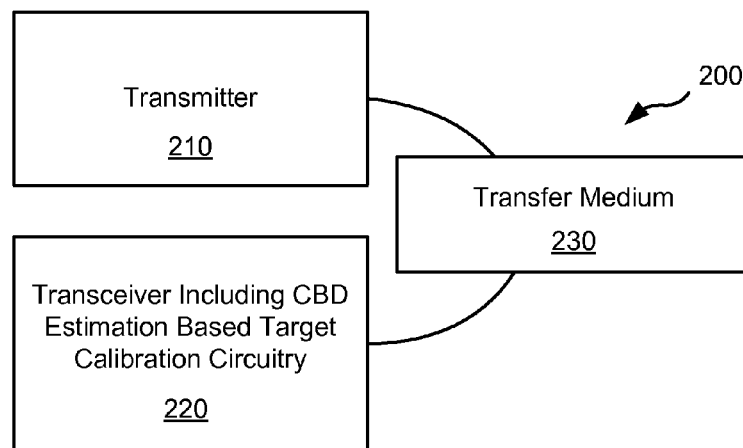 Transmitter
210
200
Transfer Medium
230
Transceiver Including CBD
Estimation Based Target
Calibration Circuitry
220